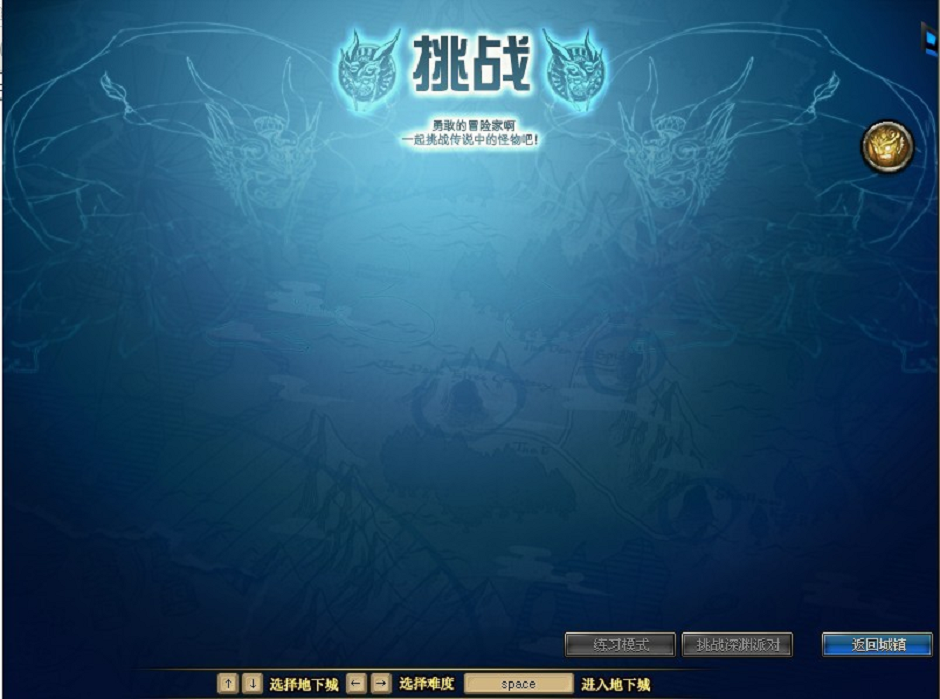 挑战
勇敢的冒险家啊
一起挑战传说中的怪物吧!
练习模式
挑战深渊派对
返回城镇
↑ ↓ 选择地下城 ← → 选择难度 space 进入地下城